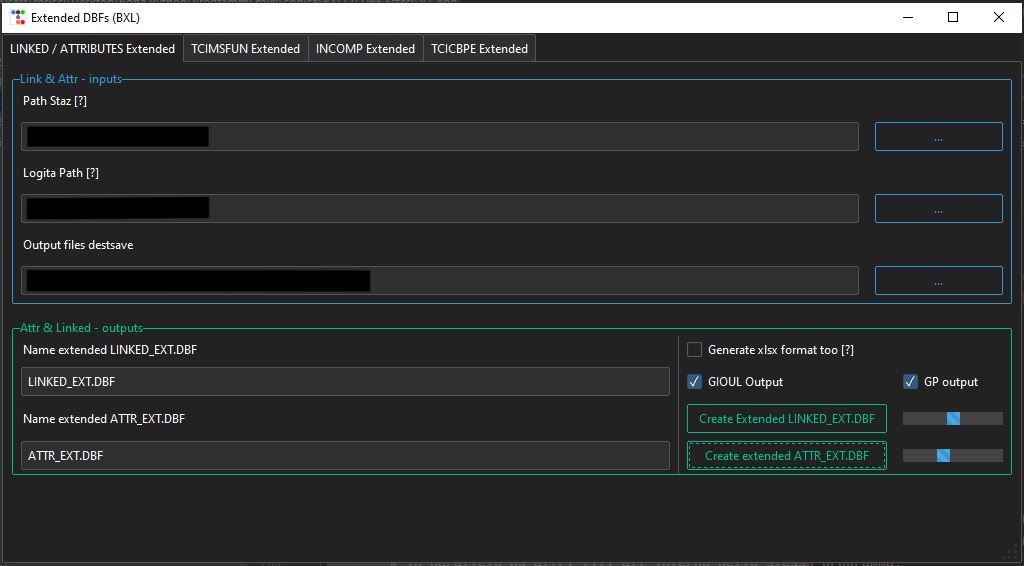 Extended DBFs (BXL)
LINKED / ATTRIBUTES Extended TCIMSFUN Extended INCOMP Extended TCICBPE Extended
Link & Attr - inputs
Path Staz [?]
...
Logita Path [?]
...
Output files destsave
...
Attr & Linked - outputs
Name extended LINKED_EXT.DBF
LINKED_EXT.DBF
Name extended ATTR_EXT.DBF
ATTR_EXT.DBF
Generate xlsx format too [?]
GIOUL Output GP output
Create Extended LINKED_EXT.DBF
Create extended ATTR_EXT.DBF